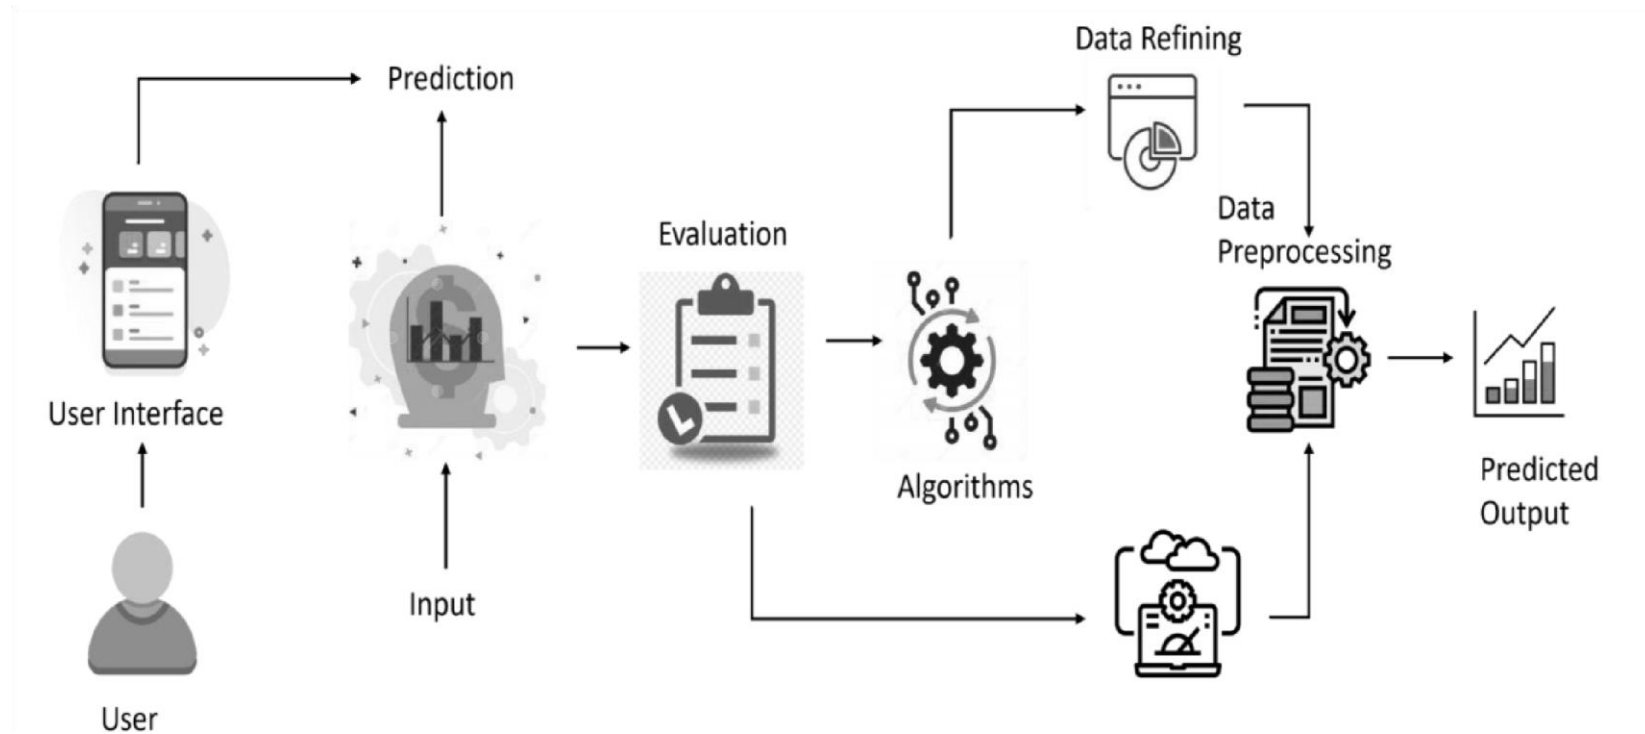 Data Refining
Prediction
Data
Preprocessing
Evaluation
User Interface
Algorithms
Predicted
Output
Input
User